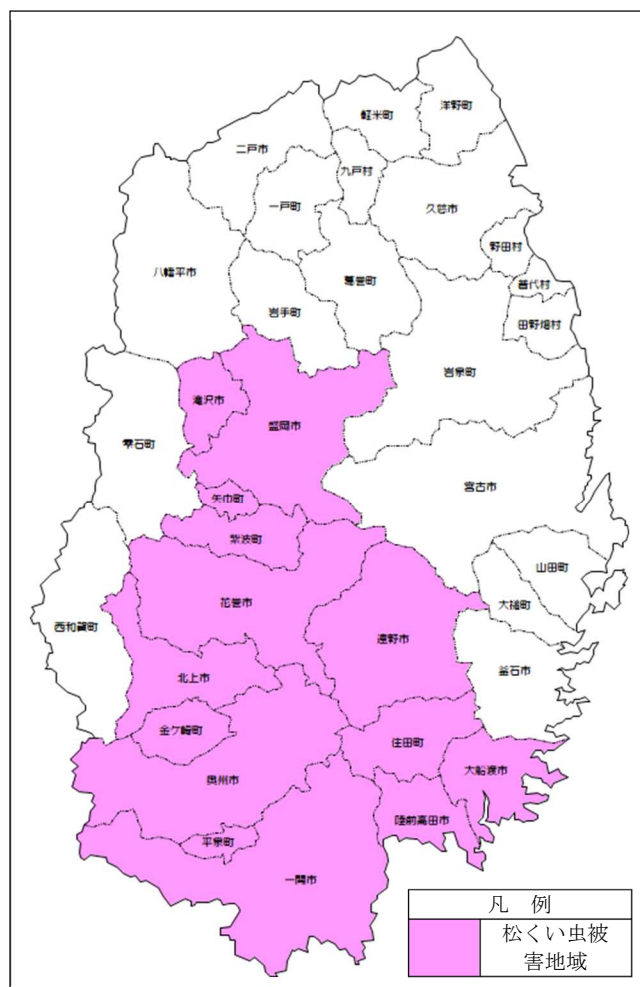 洋野町
軽米町
二戸市
九戸村
一戸町
久慈市
野田村
八幡平市
葛巻町
普代村
岩手町
田野畑村
岩泉町
滝沢市
盛岡市
雫石町
宮古市
矢巾町
紫波町
山田町
花巻市
大槌町
遠野市
西和賀町
釜石市
北上市
金ケ崎町
住田町
大船渡市
奥州市
陸前高田市
平泉町
一関市
凡 例
松くい虫被
害地域